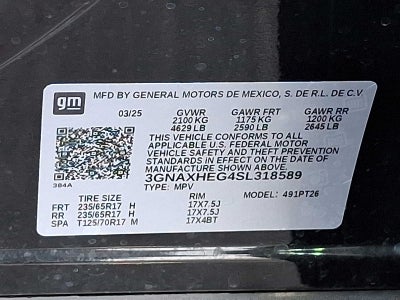 gm MFD BY GENERAL MOTORS DE MEXICO, S. DE R.L. DE C.V
03/25 GVWR GAWR FRT GAWR RR
2100 KG 1175 KG 1200 KG
4629 LB 2590 LB 2645 LB
THIS VEHICLE CONFORMS TO ALL
APPLICABLE U.S. FEDERAL MOTOR
VEHICLE SAFETY AND THEFT PREVENTION
STANDARDS IN EFFECT ON THE DATE OF
MANUFACTURE SHOWN ABOVE.
384A 3GNAXHEG4SL318589
TYPE: MPV MODEL: 491PT26
TIRE SIZE RIM
FRT 235/65R17 H 17X7.5J
RR 235/65R17 H 17X7.5J
SPA T125/70R17 M 17X4BT